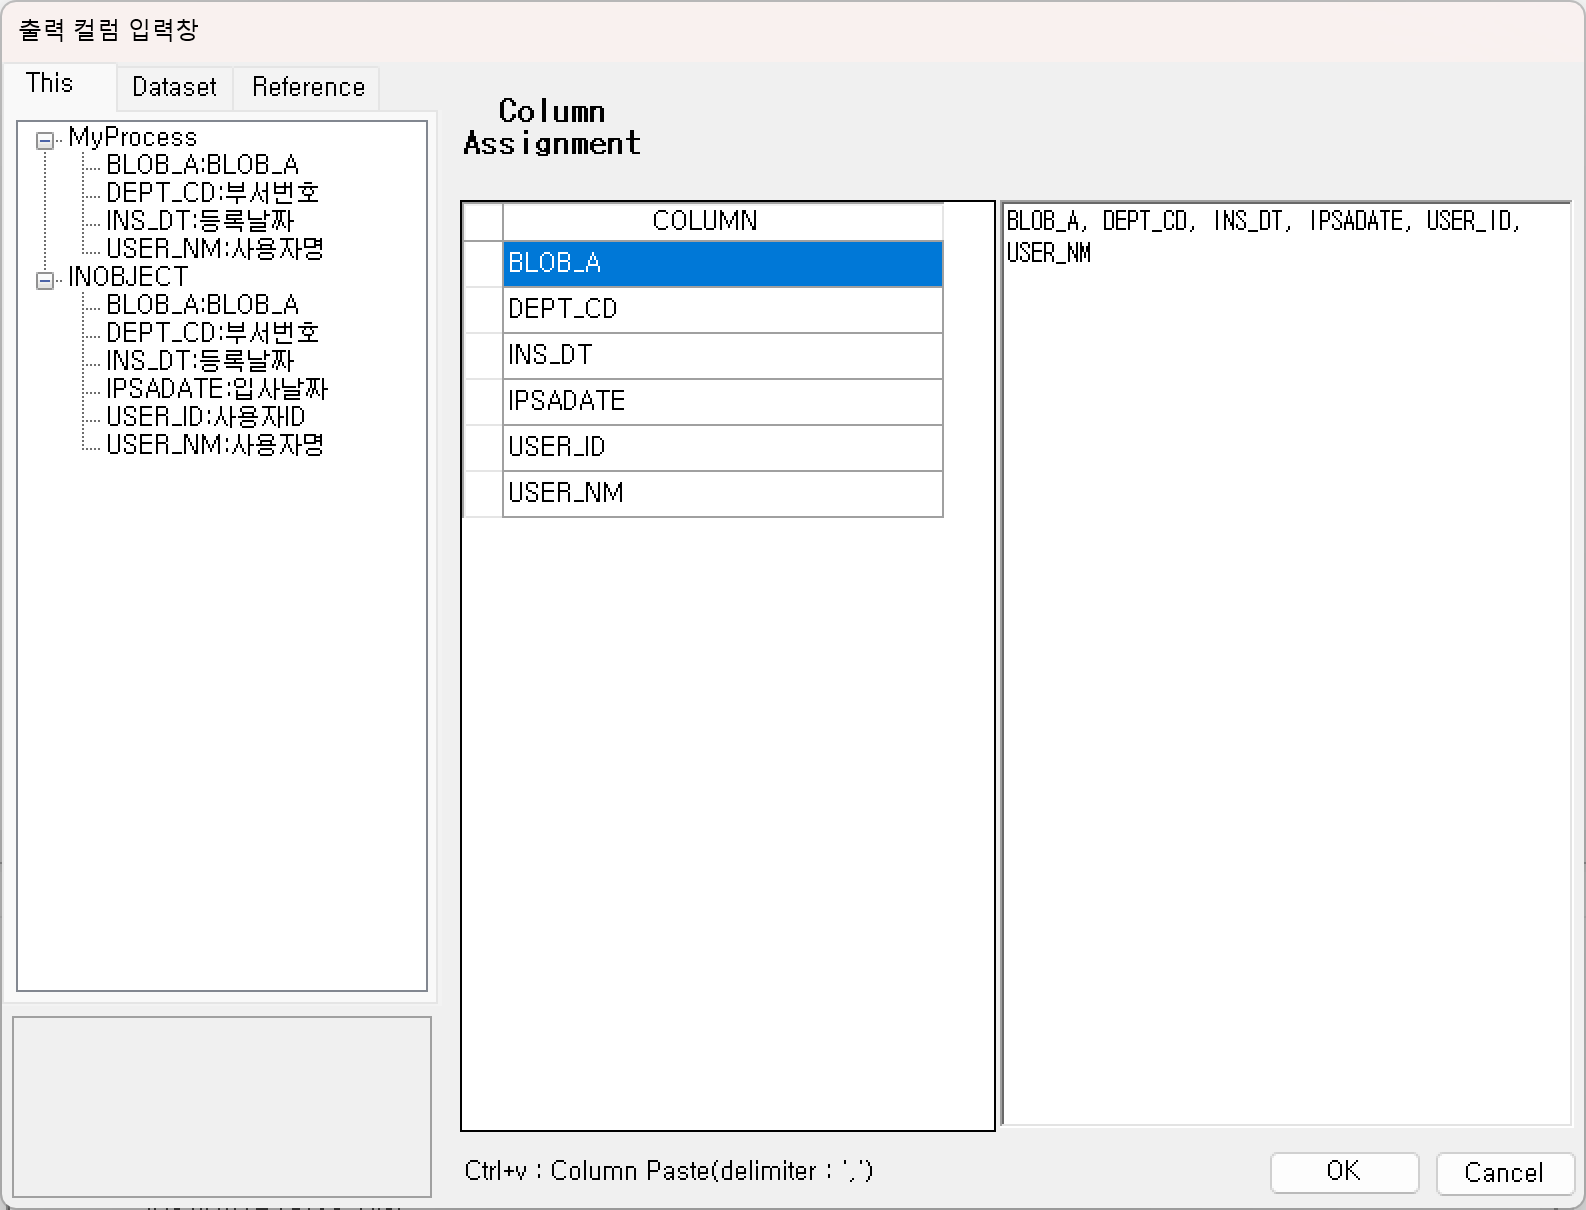 출력 컬럼 입력창
This
Dataset
Reference
MyProcess
BLOB_A:BLOB_A
DEPT_CD:부서번호
INS_DT:등록날짜
USER_NM:사용자명
INOBJECT
BLOB_A:BLOB_A
DEPT_CD:부서번호
INS_DT:등록날짜
IPSADATE:입사날짜
USER_ID:사용자ID
USER_NM:사용자명
Column
Assignment
COLUMN
BLOB_A
DEPT_CD
INS_DT
IPSADATE
USER_ID
USER_NM
BLOB_A, DEPT_CD, INS_DT, IPSADATE, USER_ID,
USER_NM
Ctrl+v : Column Paste(delimiter : ',')
OK
Cancel